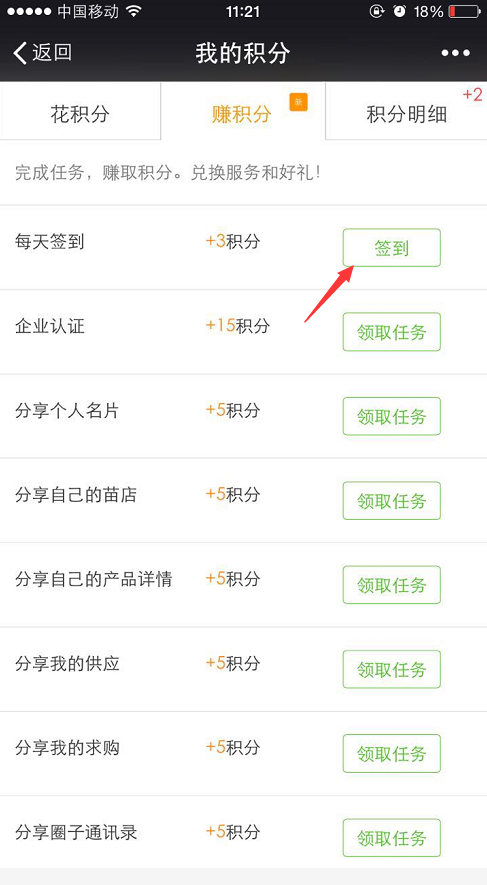 中国移动 11:21 18%
返回 我的积分
花积分 赚积分 新 积分明细 +2
完成任务，赚取积分。兑换服务和好礼！
每天签到 +3积分 签到
企业认证 +15积分 领取任务
分享个人名片 +5积分 领取任务
分享自己的苗店 +5积分 领取任务
分享自己的产品详情 +5积分 领取任务
分享我的供应 +5积分 领取任务
分享我的求购 +5积分 领取任务
分享圈子通讯录 +5积分 领取任务